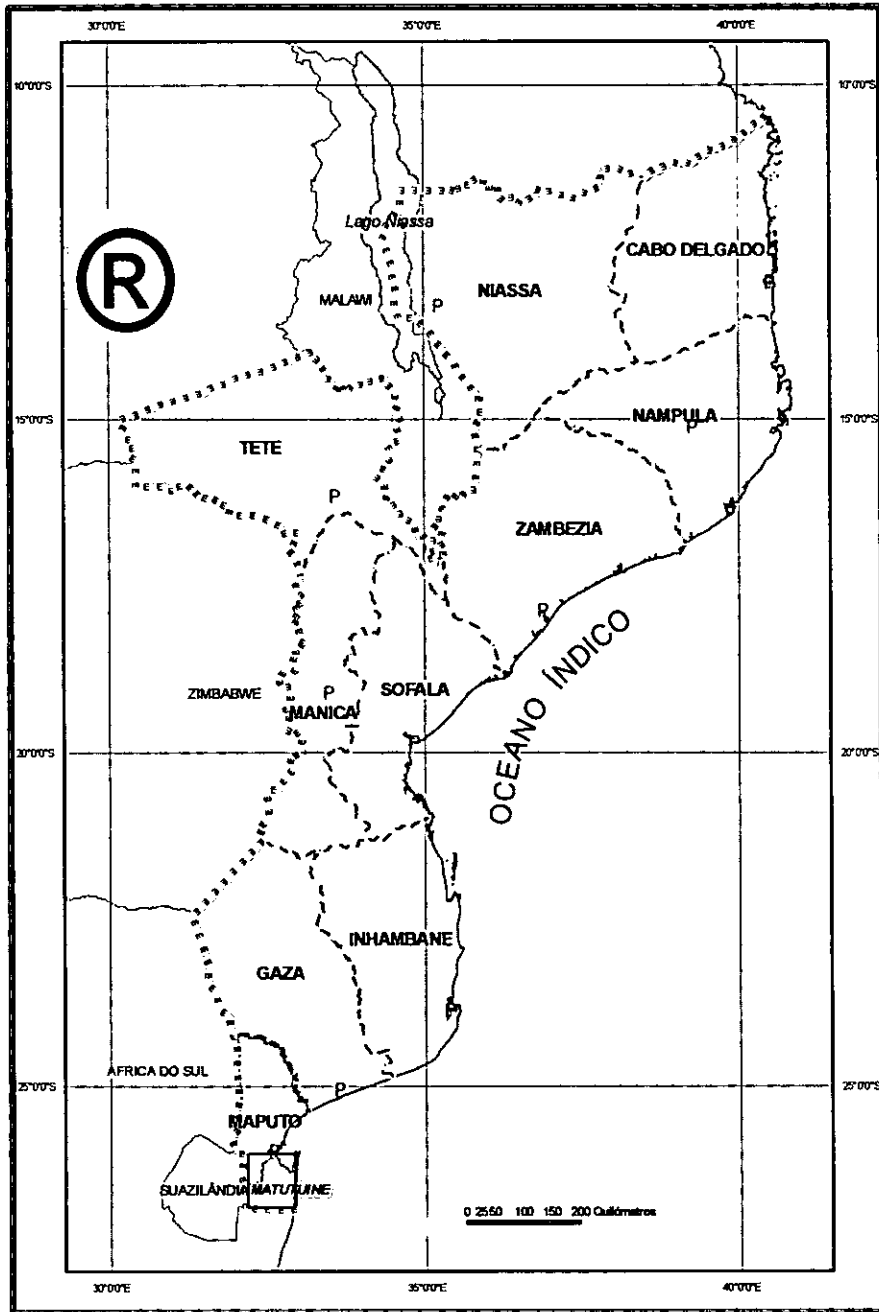 30°0'0"E 35°0'0"E 40°0'0"E
10°0'0"S 10°0'0"S
Lago Niassa
CABO DELGADO
R
NIASSA
MALAWI
P
NAMPULA
P
15°0'0"S 15°0'0"S
TETE
P
ZAMBEZIA
P
OCEANO ÍNDICO
ZIMBABWE
P
SOFALA
MANICA
20°0'0"S 20°0'0"S
INHAMBANE
GAZA
P
ÁFRICA DO SUL
25°0'0"S P 25°0'0"S
MAPUTO
SUAZILÂNDIA MATUTUINE
0 25 50 100 150 200 Quilómetros
30°0'0"E 35°0'0"E 40°0'0"E